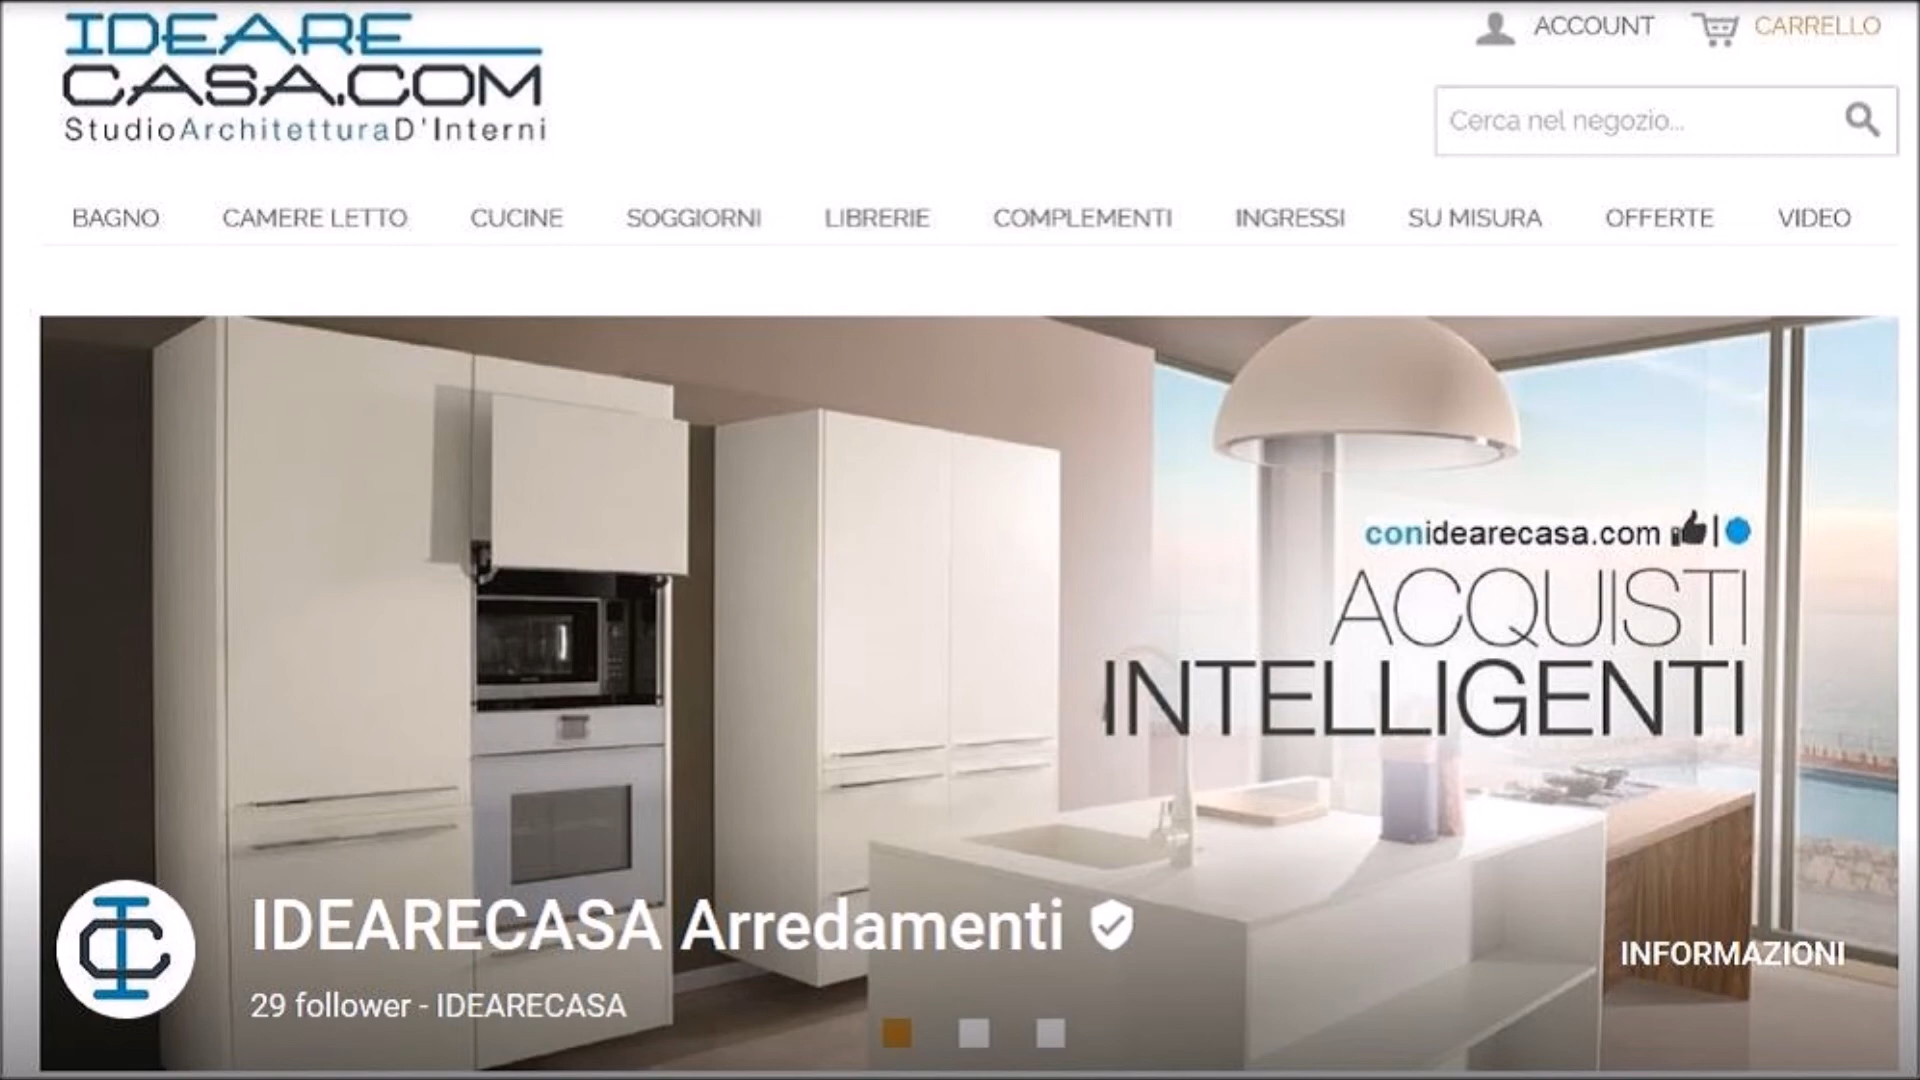 IDEARE
CASA.COM
StudioArchitetturaD'Interni
ACCOUNT
CARRELLO
Cerca nel negozio...
BAGNO
CAMERE LETTO
CUCINE
SOGGIORNI
LIBRERIE
COMPLEMENTI
INGRESSI
SU MISURA
OFFERTE
VIDEO
conidearecasa.com
ACQUISTI
INTELLIGENTI
IC
IDEARECASA Arredamenti
29 follower - IDEARECASA
INFORMAZIONI